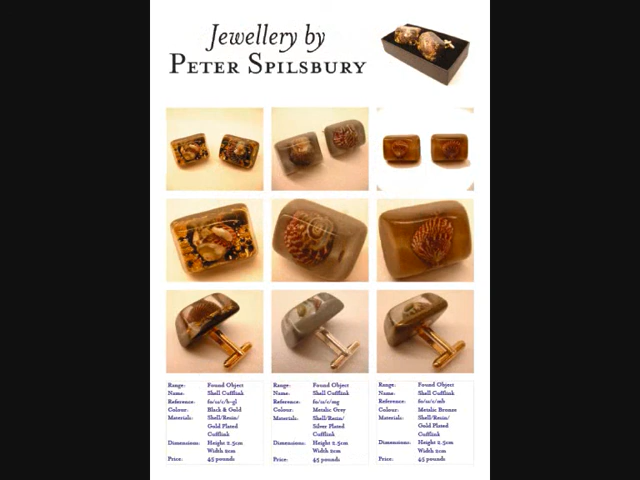 Jewellery by
PETER SPILSBURY
Range: Found Object
Name: Shell Cufflink
Reference:
Colour: Black & Gold
Materials: Shell/Resin/
Gold Plated
Cufflink
Dimensions: Height 2.5cm
Width 2cm
Price: 45 pounds
Range: Found Object
Name: Shell Cufflink
Reference:
Colour: Metalic Grey
Materials: Shell/Resin/
Silver Plated
Cufflink
Dimensions: Height 2.5cm
Width 2cm
Price: 45 pounds
Range: Found Object
Name: Shell Cufflink
Reference:
Colour: Metalic Bronze
Materials: Shell/Resin/
Gold Plated
Cufflink
Dimensions: Height 2.5cm
Width 2cm
Price: 45 pounds